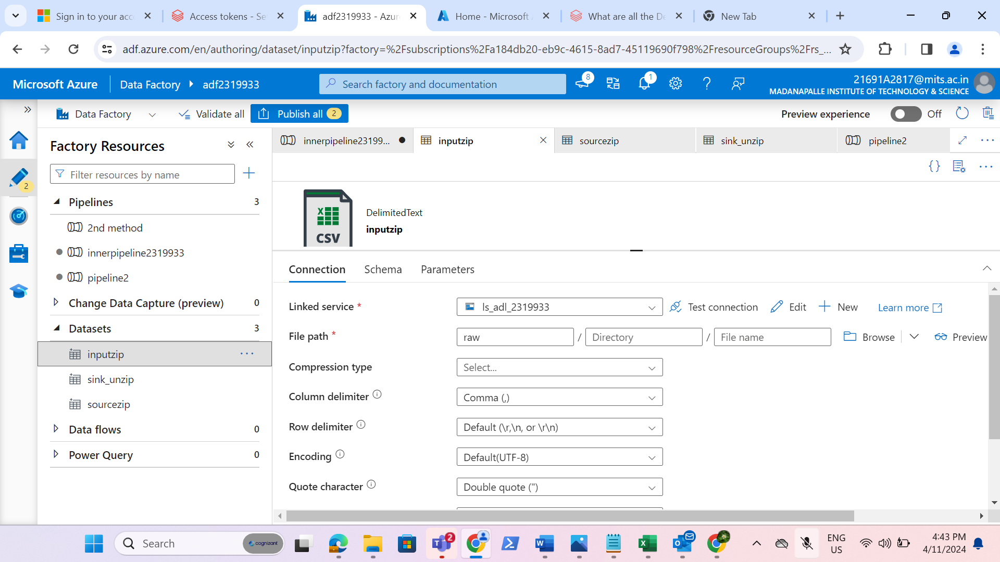 Sign in to your acc
Access tokens - Se
adf2319933 - Azur
Home - Microsoft
What are all the De
New Tab
adf.azure.com/en/authoring/dataset/inputzip?factory=%2Fsubscriptions%2Fa184db20-eb9c-4615-8ad7-45119690f798%2FresourceGroups%2Frs_...
Microsoft Azure
Data Factory
adf2319933
Search factory and documentation
8
1
21691A2817@mits.ac.in
MADANAPALLE INSTITUTE OF TECHNOLOGY & SCIENCE
Data Factory
Validate all
Publish all 2
Preview experience
Off
Factory Resources
Filter resources by name
2
Pipelines 3
2nd method
innerpipeline2319933
pipeline2
Change Data Capture (preview) 0
Datasets 3
inputzip
sink_unzip
sourcezip
Data flows 0
Power Query 0
innerpipeline23199...
inputzip
sourcezip
sink_unzip
pipeline2
{}
CSV
DelimitedText
inputzip
Connection
Schema
Parameters
Linked service *
ls_adl_2319933
Test connection
Edit
New
Learn more
File path *
raw / Directory / File name
Browse
Preview
Compression type
Select...
Column delimiter
Comma (,)
Row delimiter
Default (\r,\n, or \r\n)
Encoding
Default(UTF-8)
Quote character
Double quote (")
Search
cognizant
2
ENG
US
4:43 PM
4/11/2024